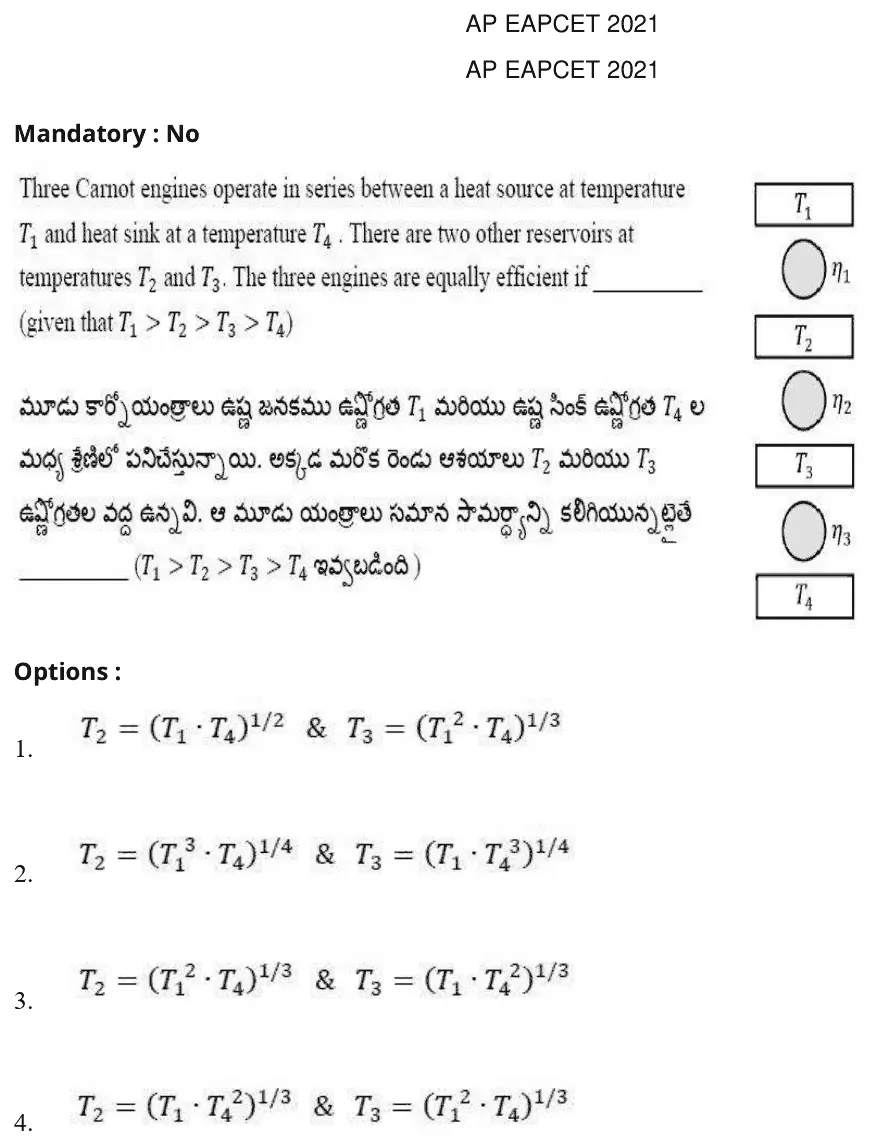 AP EAPCET 2021
AP EAPCET 2021
Mandatory : No
Three Carnot engines operate in series between a heat source at temperature
T₁ and heat sink at a temperature T₄ . There are two other reservoirs at
temperatures T₂ and T₃. The three engines are equally efficient if __________
(given that T₁ > T₂ > T₃ > T₄)
మూడు కార్నోయంత్రాలు ఉష్ణ జనకము ఉష్ణోగ్రత T₁ మరియు ఉష్ణ సింక్ ఉష్ణోగ్రత T₄ ల
మధ్య శ్రేణిలో పనిచేస్తున్నాయి. అక్కడ మరొక రెండు ఆశయాలు T₂ మరియు T₃
ఉష్ణోగ్రతల వద్ద ఉన్నవి. ఆ మూడు యంత్రాలు సమాన సామర్ధ్యాన్ని కలిగియున్నట్లైతే
__________ (T₁ > T₂ > T₃ > T₄ ఇవ్వబడింది )
T₁
η₁
T₂
η₂
T₃
η₃
T₄
Options :
1. T₂ = (T₁ · T₄)^1/2 & T₃ = (T₁² · T₄)^1/3
2. T₂ = (T₁³ · T₄)^1/4 & T₃ = (T₁ · T₄³)^1/4
3. T₂ = (T₁² · T₄)^1/3 & T₃ = (T₁ · T₄²)^1/3
4. T₂ = (T₁ · T₄²)^1/3 & T₃ = (T₁² · T₄)^1/3